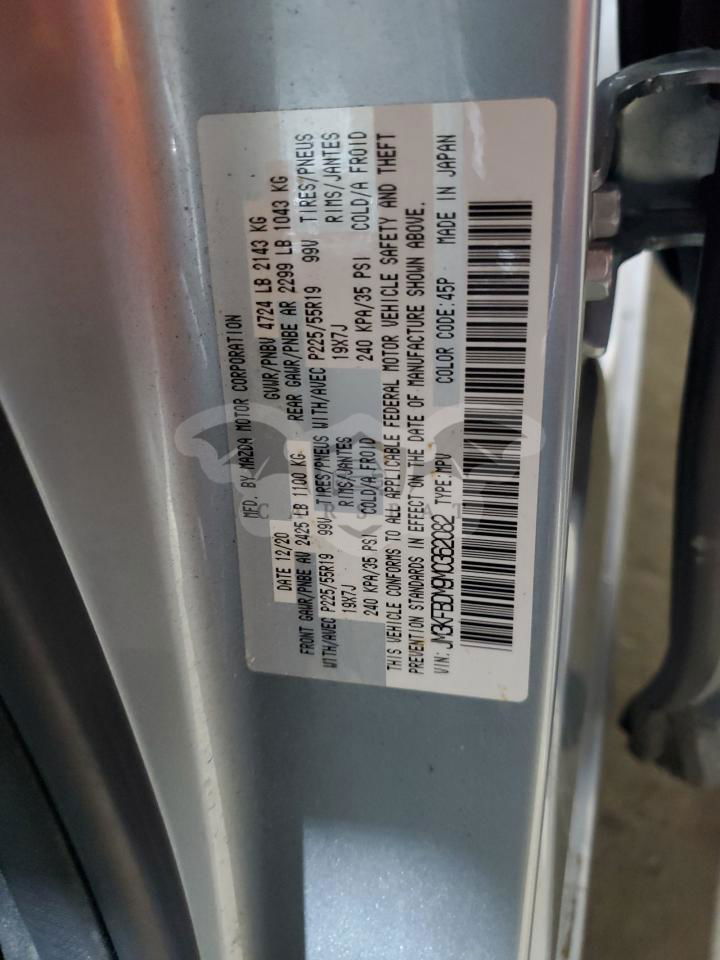 MFD. BY MAZDA MOTOR CORPORATION
DATE 12/20 GVWR/PNBV 4724 LB 2143 KG
FRONT GAWR/PNBE AV 2425 LB 1100 KG REAR GAWR/PNBE AR 2299 LB 1043 KG
WITH/AVEC P225/55R19 99V TIRES/PNEUS WITH/AVEC P225/55R19 99V TIRES/PNEUS
19X7J RIMS/JANTES 19X7J RIMS/JANTES
240 KPA/35 PSI COLD/A FROID 240 KPA/35 PSI COLD/A FROID
THIS VEHICLE CONFORMS TO ALL APPLICABLE FEDERAL MOTOR VEHICLE SAFETY AND THEFT
PREVENTION STANDARDS IN EFFECT ON THE DATE OF MANUFACTURE SHOWN ABOVE.
VIN: JM3KFBDM9M0362082 TYPE:MPV COLOR CODE:45P MADE IN JAPAN